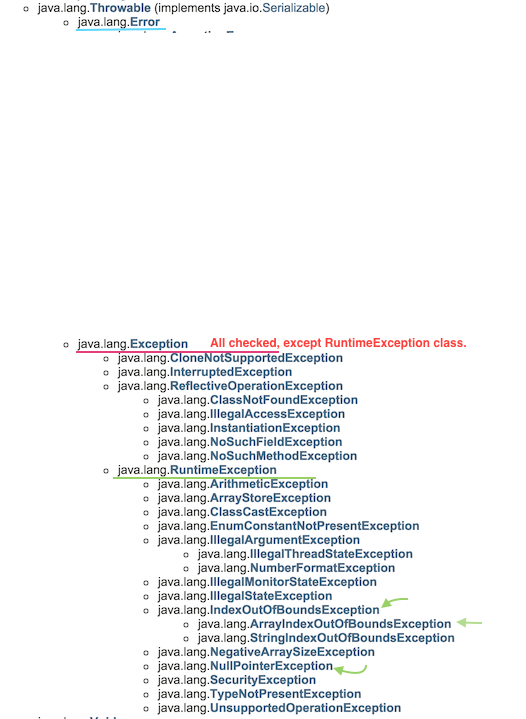 java.lang.Throwable (implements java.io.Serializable)
java.lang.Error
java.lang.Exception All checked, except RuntimeException class.
java.lang.CloneNotSupportedException
java.lang.InterruptedException
java.lang.ReflectiveOperationException
java.lang.ClassNotFoundException
java.lang.IllegalAccessException
java.lang.InstantiationException
java.lang.NoSuchFieldException
java.lang.NoSuchMethodException
java.lang.RuntimeException
java.lang.ArithmeticException
java.lang.ArrayStoreException
java.lang.ClassCastException
java.lang.EnumConstantNotPresentException
java.lang.IllegalArgumentException
java.lang.IllegalThreadStateException
java.lang.NumberFormatException
java.lang.IllegalMonitorStateException
java.lang.IllegalStateException
java.lang.IndexOutOfBoundsException
java.lang.ArrayIndexOutOfBoundsException
java.lang.StringIndexOutOfBoundsException
java.lang.NegativeArraySizeException
java.lang.NullPointerException
java.lang.SecurityException
java.lang.TypeNotPresentException
java.lang.UnsupportedOperationException